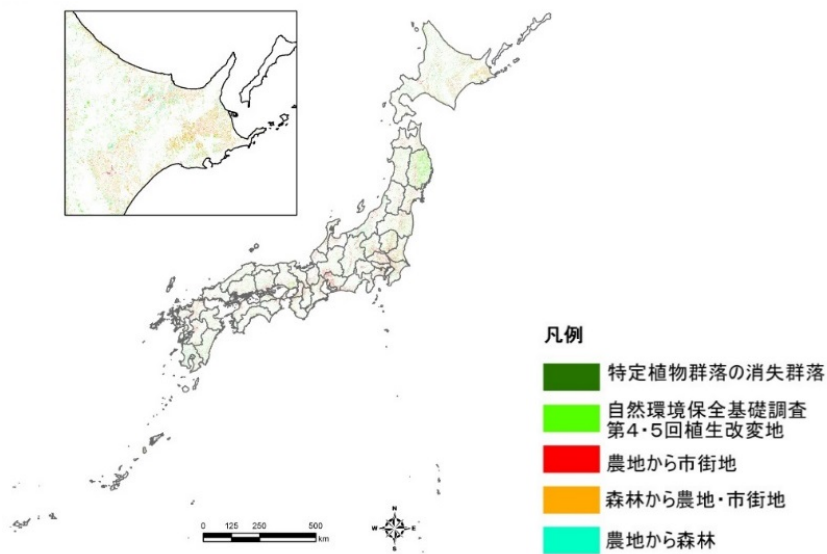 凡例
特定植物群落の消失群落
自然環境保全基礎調査
第4・5回植生改変地
農地から市街地
森林から農地・市街地
農地から森林
0 125 250 500
km
N
W E
S